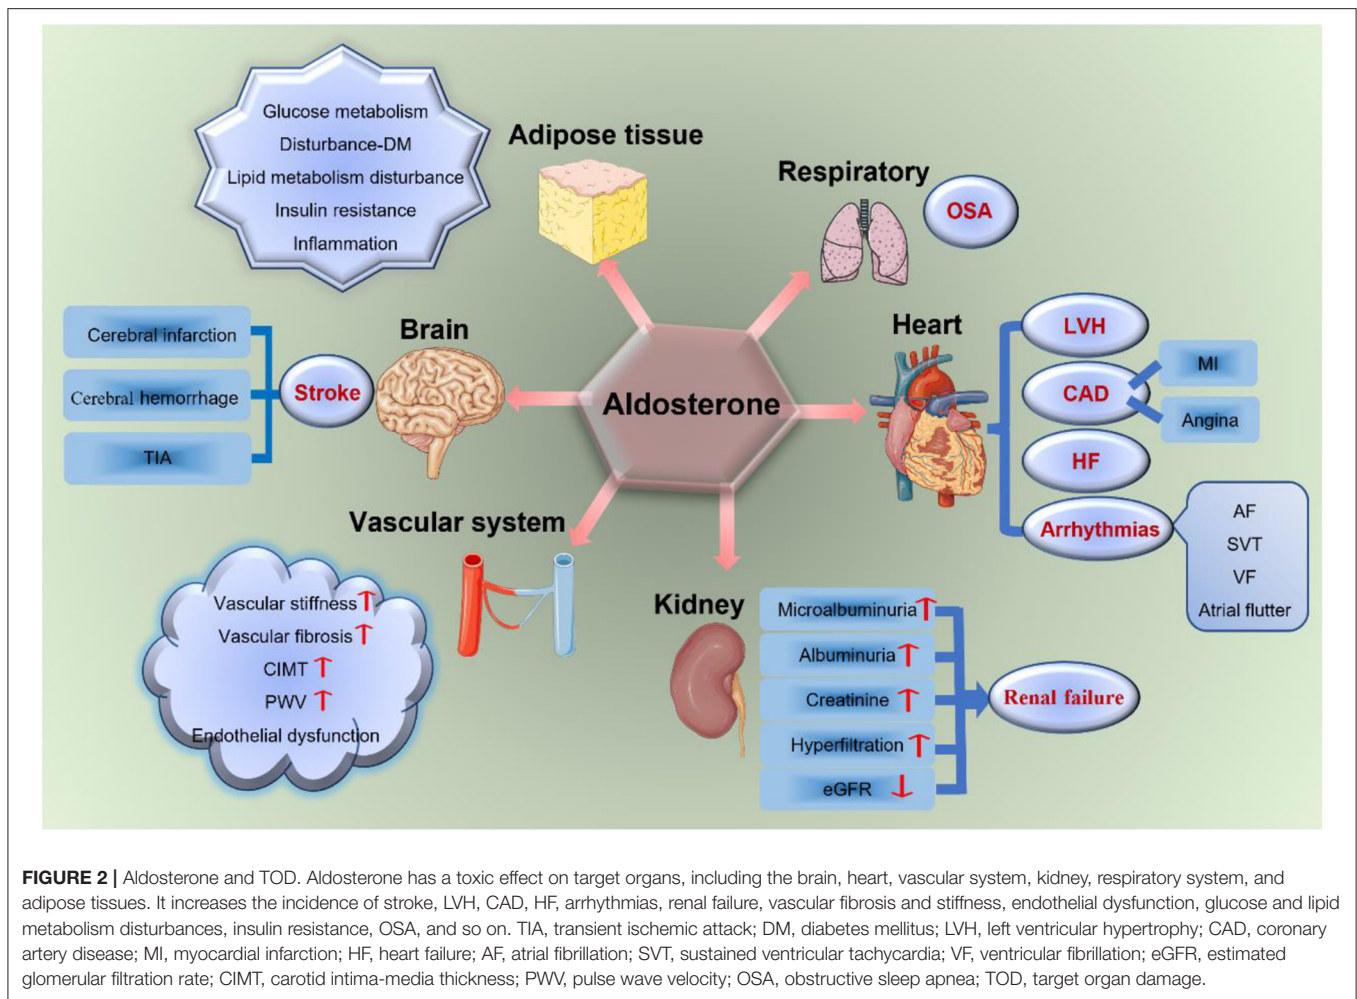 Glucose metabolism
Disturbance-DM
Lipid metabolism disturbance
Insulin resistance
Inflammation
Adipose tissue
Respiratory
OSA
Brain
Cerebral infarction
Cerebral hemorrhage
TIA
Stroke
Aldosterone
Heart
LVH
CAD
MI
Angina
HF
Arrhythmias
AF
SVT
VF
Atrial flutter
Vascular system
Vascular stiffness ↑
Vascular fibrosis ↑
CIMT ↑
PWV ↑
Endothelial dysfunction
Kidney
Microalbuminuria ↑
Albuminuria ↑
Creatinine ↑
Hyperfiltration ↑
eGFR ↓
Renal failure
FIGURE 2 | Aldosterone and TOD. Aldosterone has a toxic effect on target organs, including the brain, heart, vascular system, kidney, respiratory system, and
adipose tissues. It increases the incidence of stroke, LVH, CAD, HF, arrhythmias, renal failure, vascular fibrosis and stiffness, endothelial dysfunction, glucose and lipid
metabolism disturbances, insulin resistance, OSA, and so on. TIA, transient ischemic attack; DM, diabetes mellitus; LVH, left ventricular hypertrophy; CAD, coronary
artery disease; MI, myocardial infarction; HF, heart failure; AF, atrial fibrillation; SVT, sustained ventricular tachycardia; VF, ventricular fibrillation; eGFR, estimated
glomerular filtration rate; CIMT, carotid intima-media thickness; PWV, pulse wave velocity; OSA, obstructive sleep apnea; TOD, target organ damage.